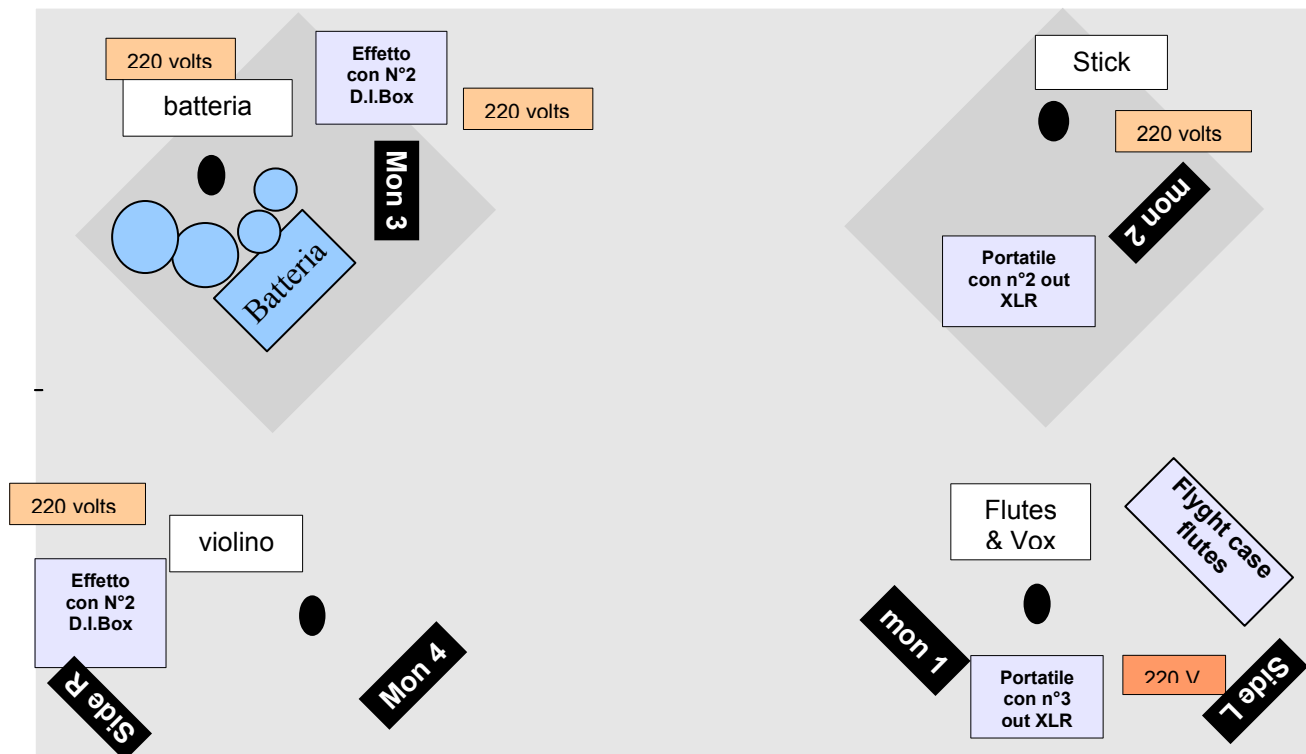 220 volts
batteria
Effetto
con N°2
D.I.Box
220 volts
Mon 3
Batteria
Stick
220 volts
mon 2
Portatile
con n°2 out
XLR
220 volts
violino
Effetto
con N°2
D.I.Box
Side R
Mon 4
Flutes
& Vox
Flyght case
flutes
mon 1
Portatile
con n°3
out XLR
220 V
Side L